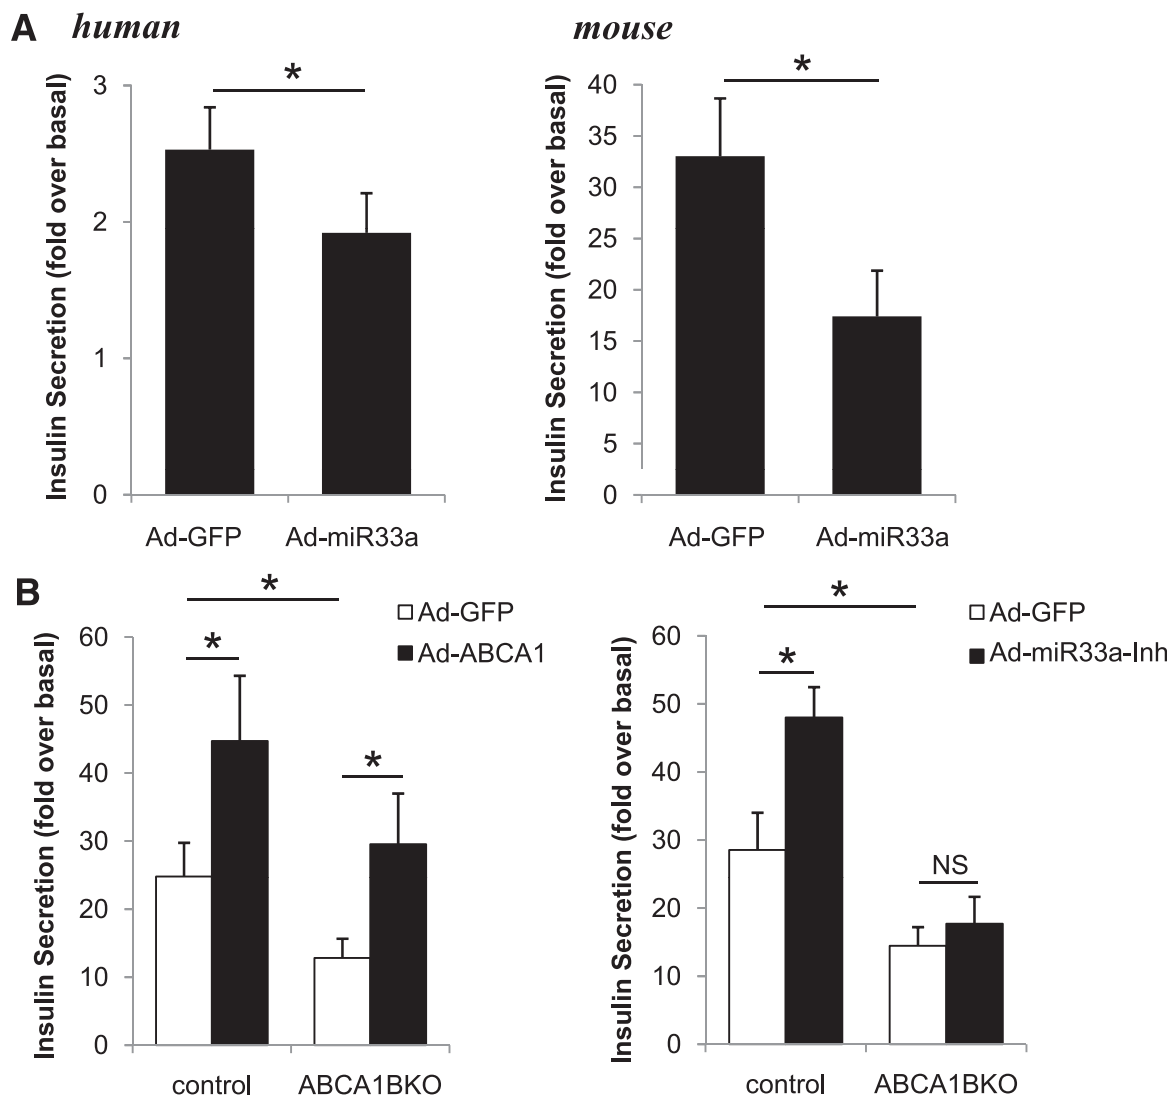 A human mouse
* *
Insulin Secretion (fold over basal)
3
2
1
0
Ad-GFP Ad-miR33a
Insulin Secretion (fold over basal)
40
35
30
25
20
15
10
5
0
Ad-GFP Ad-miR33a
B
*
Ad-GFP
Ad-ABCA1
*
*
Insulin Secretion (fold over basal)
60
50
40
30
20
10
0
control ABCA1BKO
*
Ad-GFP
Ad-miR33a-Inh
*
NS
Insulin Secretion (fold over basal)
60
50
40
30
20
10
0
control ABCA1BKO